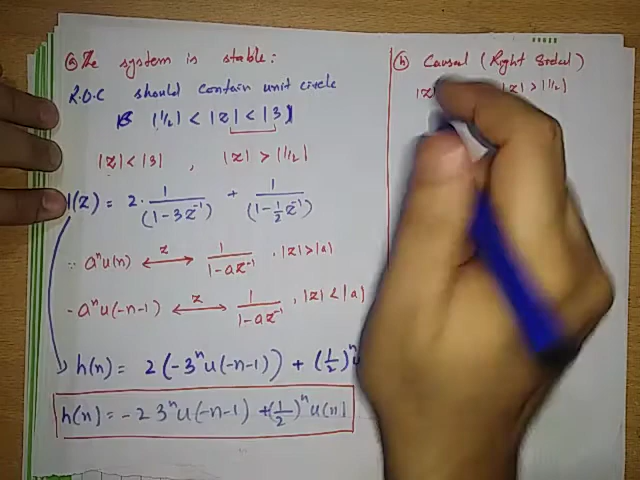 ⓐ The system is stable:
R.O.C should contain unit circle
|1/2| < |z| < |3|
|z| < |3| , |z| > |1/2|
H(z) = 2 · 1/(1-3z⁻¹) + 1/(1-½z⁻¹)
∵ aⁿu(n) ⟷ᶻ 1/(1-az⁻¹) , |z|>|a|
-aⁿu(-n-1) ⟷ᶻ 1/(1-az⁻¹) , |z| < |a|
h(n) = 2(-3ⁿu(-n-1)) + (1/2)ⁿu
h(n) = -2 3ⁿu(-n-1) + (1/2)ⁿu(n)
ⓑ Causal (Right Sided)
|z| |z| > |1/2|